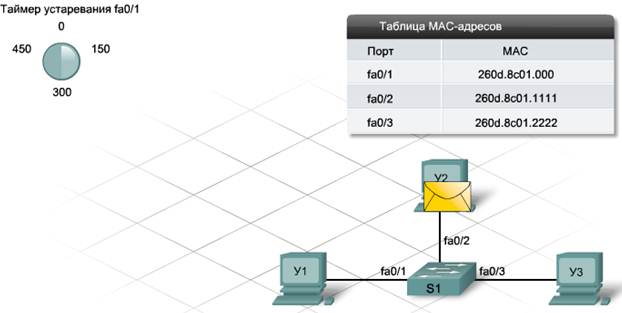 Таймер устаревания fa0/1
0
450 150
300
Таблица MAC-адресов
Порт MAC
fa0/1 260d.8c01.000
fa0/2 260d.8c01.1111
fa0/3 260d.8c01.2222
У2
fa0/2
У1 fa0/1 fa0/3 У3
S1